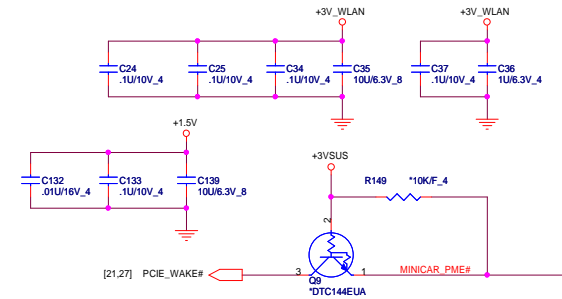 +3V_WLAN +3V_WLAN
C24 C25 C34 C35 C37 C36
.1U/10V_4 .1U/10V_4 .1U/10V_4 10U/6.3V_8 .1U/10V_4 1U/6.3V_4
+1.5V
C132 C133 C139
.01U/16V_4 .1U/10V_4 10U/6.3V_8
+3VSUS
R149 *10K/F_4
2
[21,27] PCIE_WAKE# 3 1 MINICAR_PME#
Q9
*DTC144EUA